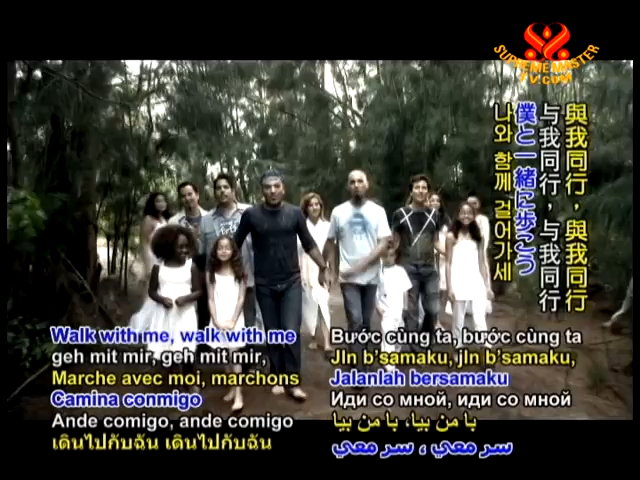 SUPREME MASTER
TV.COM
與我同行，與我同行
与我同行，与我同行
僕と一緒に歩こう
나와 함께 걸어가세
Walk with me, walk with me
geh mit mir, geh mit mir,
Marche avec moi, marchons
Camina conmigo
Ande comigo, ande comigo
เดินไปกับฉัน เดินไปกับฉัน
Bước cùng ta, bước cùng ta
Jln b'samaku, jln b'samaku,
Jalanlah bersamaku
Иди со мной, иди со мной
با من بیا، با من بیا
سر معي ، سر معي